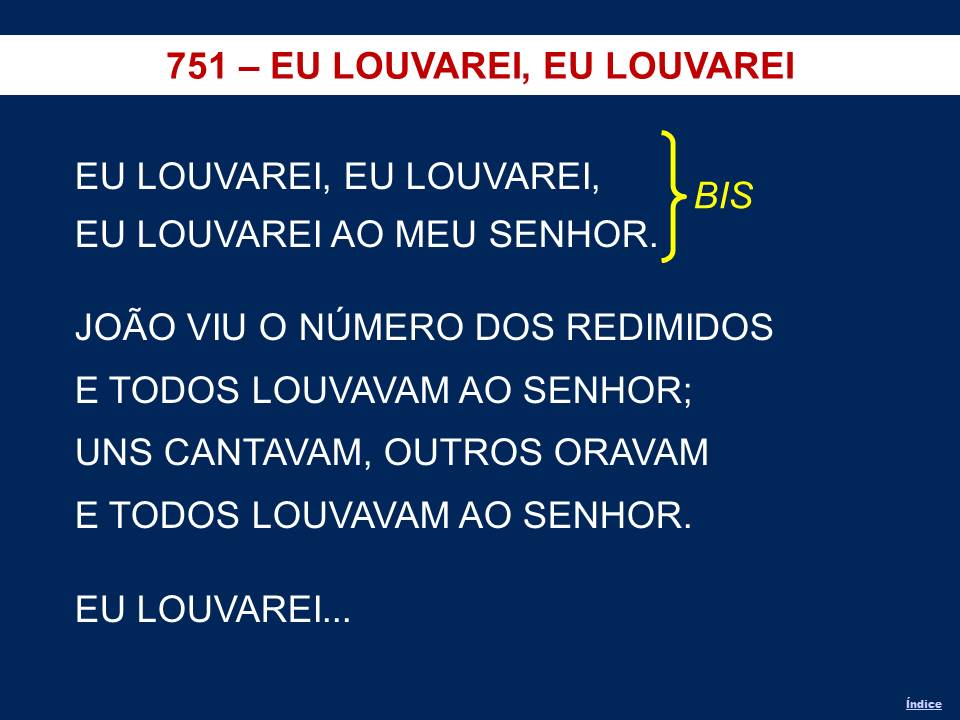 751 – EU LOUVAREI, EU LOUVAREI
EU LOUVAREI, EU LOUVAREI,
EU LOUVAREI AO MEU SENHOR.
BIS
JOÃO VIU O NÚMERO DOS REDIMIDOS
E TODOS LOUVAVAM AO SENHOR;
UNS CANTAVAM, OUTROS ORAVAM
E TODOS LOUVAVAM AO SENHOR.
EU LOUVAREI...
Índice